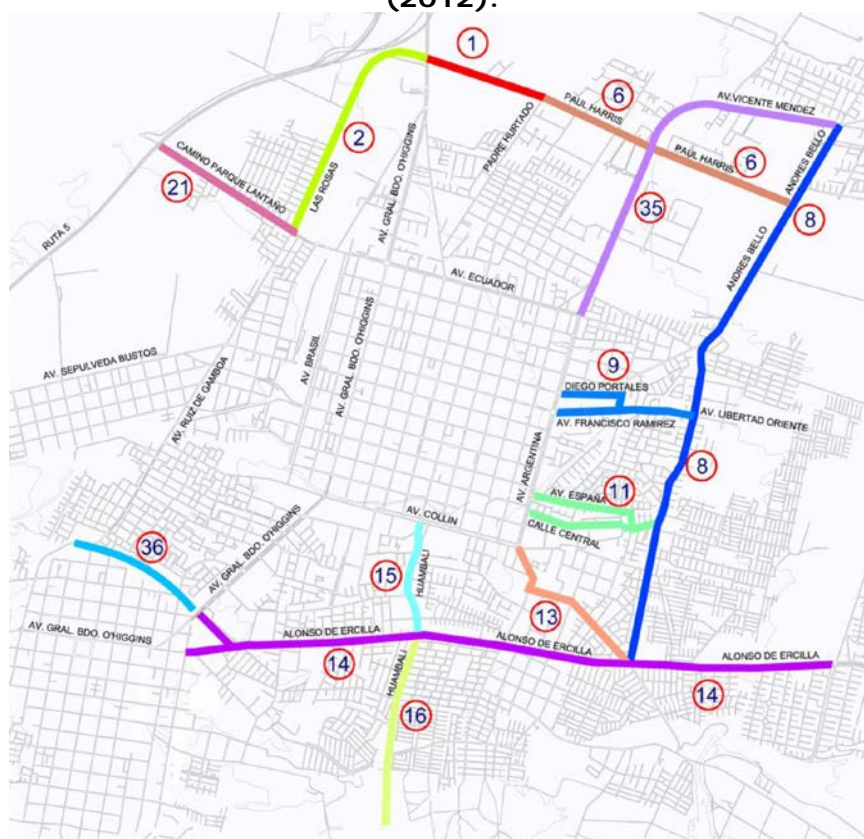 (2012).
1
6
AV.VICENTE MENDEZ
PAUL HARRIS
2
PADRE HURTADO
ANDRES BELLO
CAMINO PARQUE LANTAÑO
PAUL HARRIS
6
21
LAS ROSAS
AV. GRAL. BDO. O'HIGGINS
35
8
RUTA 5
ANDRES BELLO
AV. ECUADOR
AV. BRASIL
AV. GRAL. BDO. O'HIGGINS
AV. SEPULVEDA BUSTOS
9
AV. RUIZ DE GAMBOA
DIEGO PORTALES
AV. FRANCISCO RAMIREZ
AV. LIBERTAD ORIENTE
AV. ARGENTINA
8
AV. ESPAÑA
11
AV. COLLIN
CALLE CENTRAL
36
AV. GRAL. BDO. O'HIGGINS
15
HUAMBALI
13
AV. GRAL. BDO. O'HIGGINS
ALONSO DE ERCILLA
ALONSO DE ERCILLA
ALONSO DE ERCILLA
14
HUAMBALI
14
16